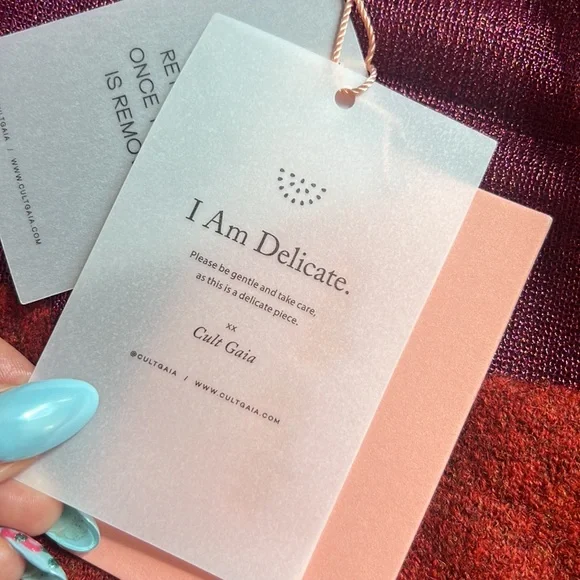 RE
ONCE
IS REMO
CULTGAIA / WWW.CULTGAIA.COM
I Am Delicate.
Please be gentle and take care,
as this is a delicate piece.
xx
Cult Gaia
@CULTGAIA / WWW.CULTGAIA.COM